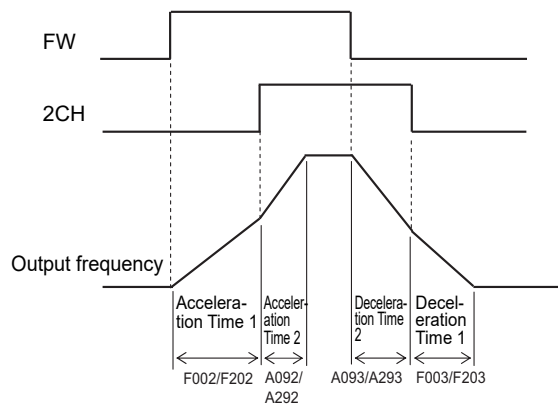 FW
2CH
Output frequency
Accelera-
tion Time 1
Acceler-
ation
Time 2
Decelera-
tion Time
2
Decel-
eration
Time 1
F002/F202
A092/
A292
A093/A293
F003/F203